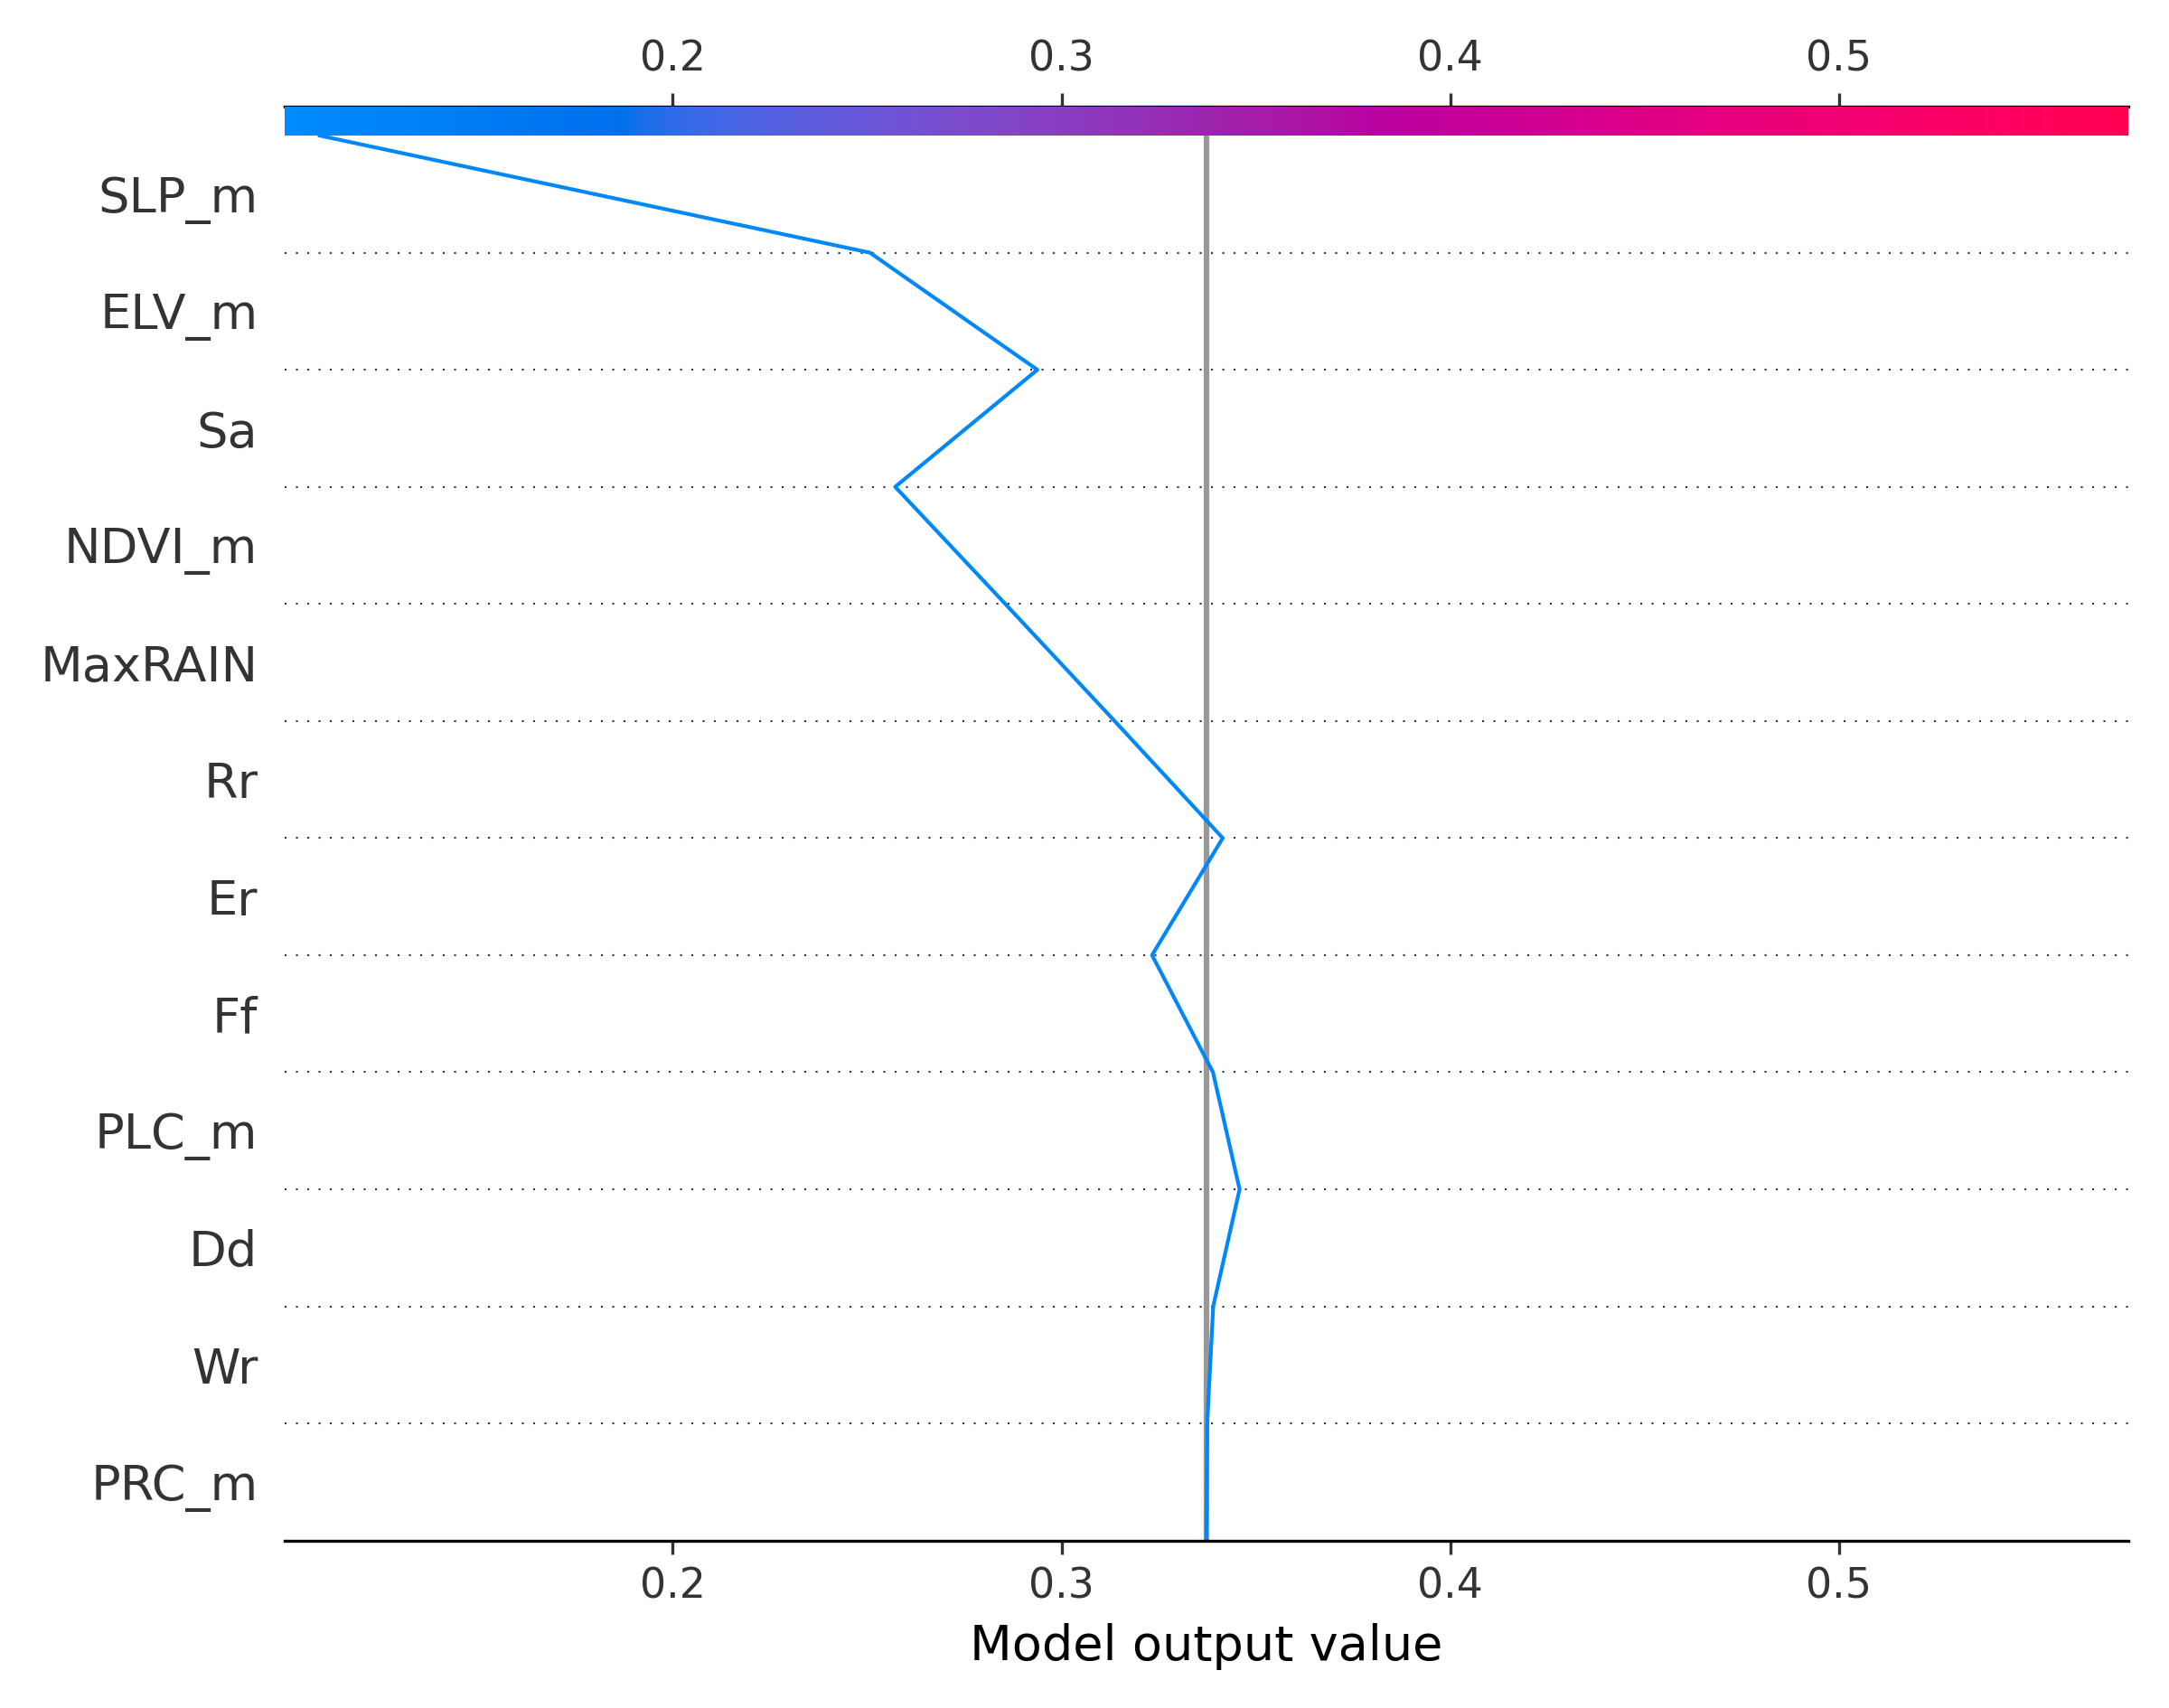 0.2 0.3 0.4 0.5
SLP_m
ELV_m
Sa
NDVI_m
MaxRAIN
Rr
Er
Ff
PLC_m
Dd
Wr
PRC_m
0.2 0.3 0.4 0.5
Model output value